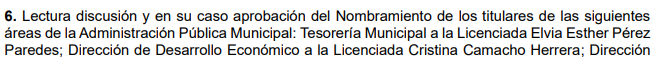 6. Lectura discusión y en su caso aprobación del Nombramiento de los titulares de las siguientes
áreas de la Administración Pública Municipal: Tesorería Municipal a la Licenciada Elvia Esther Pérez
Paredes; Dirección de Desarrollo Económico a la Licenciada Cristina Camacho Herrera; Dirección